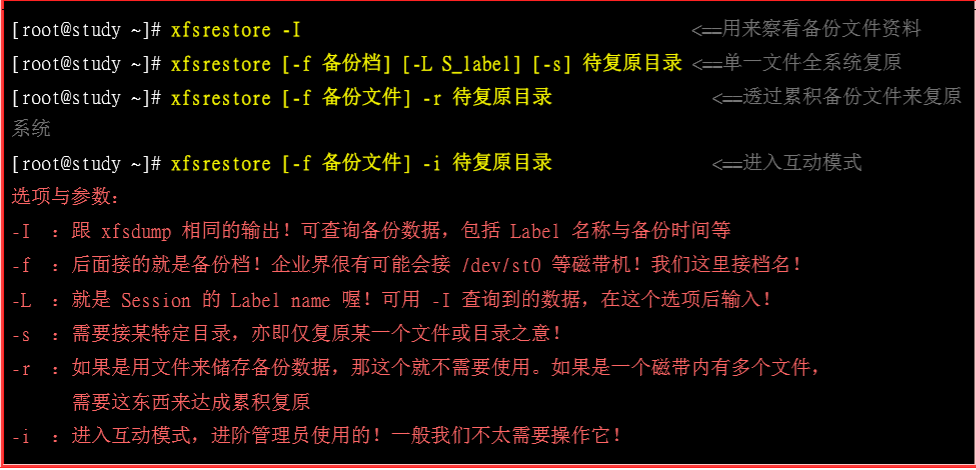 [root@study ~]# xfsrestore -I <==用来察看备份文件资料
[root@study ~]# xfsrestore [-f 备份档] [-L S_label] [-s] 待复原目录 <==单一文件全系统复原
[root@study ~]# xfsrestore [-f 备份文件] -r 待复原目录 <==透过累积备份文件来复原
系统
[root@study ~]# xfsrestore [-f 备份文件] -i 待复原目录 <==进入互动模式
选项与参数：
-I ：跟 xfsdump 相同的输出！可查询备份数据，包括 Label 名称与备份时间等
-f ：后面接的就是备份档！企业界很有可能会接 /dev/st0 等磁带机！我们这里接档名！
-L ：就是 Session 的 Label name 喔！可用 -I 查询到的数据，在这个选项后输入！
-s ：需要接某特定目录，亦即仅复原某一个文件或目录之意！
-r ：如果是用文件来储存备份数据，那这个就不需要使用。如果是一个磁带内有多个文件，
需要这东西来达成累积复原
-i ：进入互动模式，进阶管理员使用的！一般我们不太需要操作它！